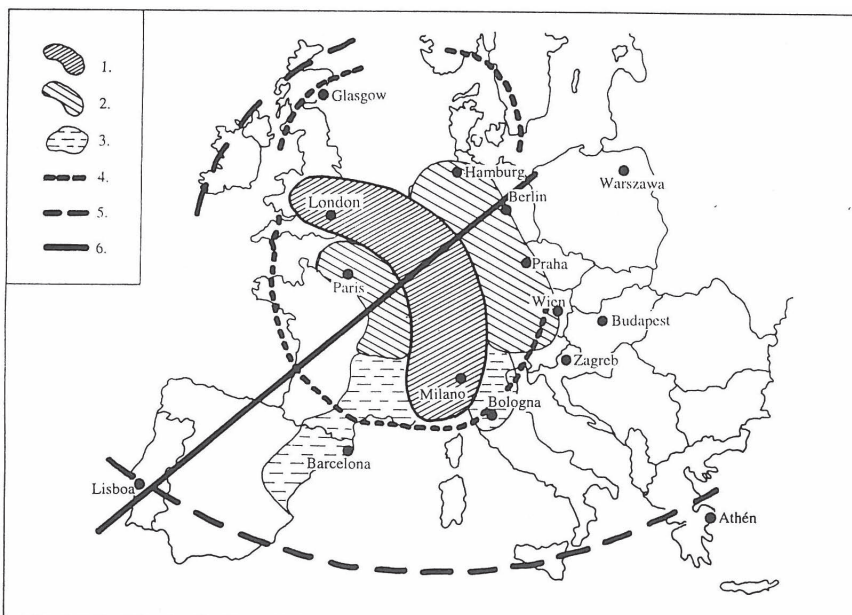 1.
2.
3.
4.
5.
6.
Glasgow
Hamburg
Warszawa
London
Berlin
Praha
Paris
Wien
Budapest
Zagreb
Milano
Bologna
Barcelona
Lisboa
Athén